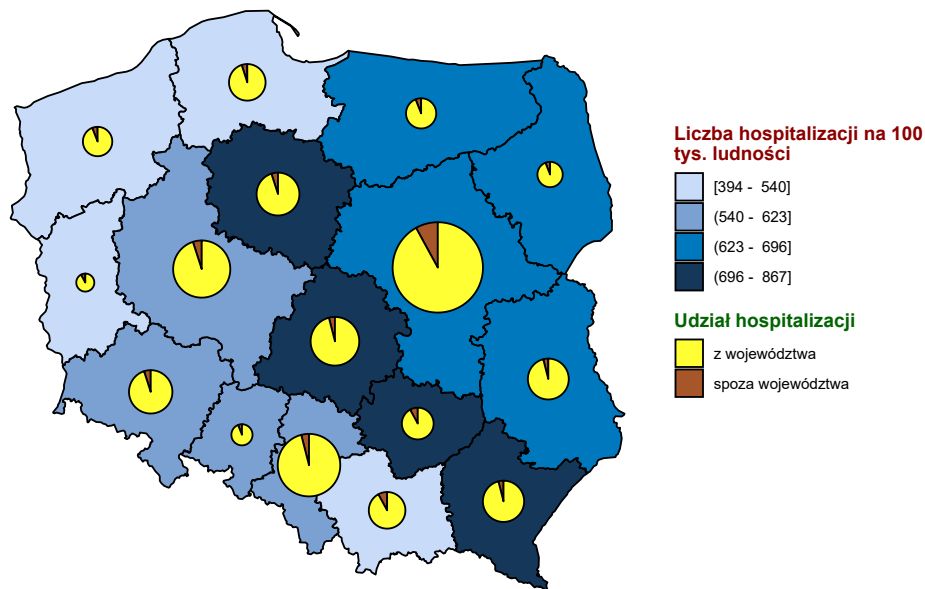 Liczba hospitalizacji na 100
tys. ludności
[394 - 540]
(540 - 623]
(623 - 696]
(696 - 867]
Udział hospitalizacji
z województwa
spoza województwa